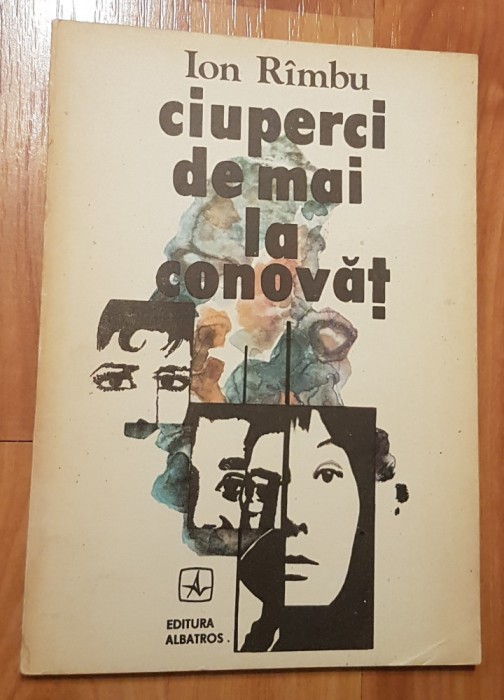 Ion Rîmbu
ciuperci
de mai
la
conovăț
EDITURA
ALBATROS